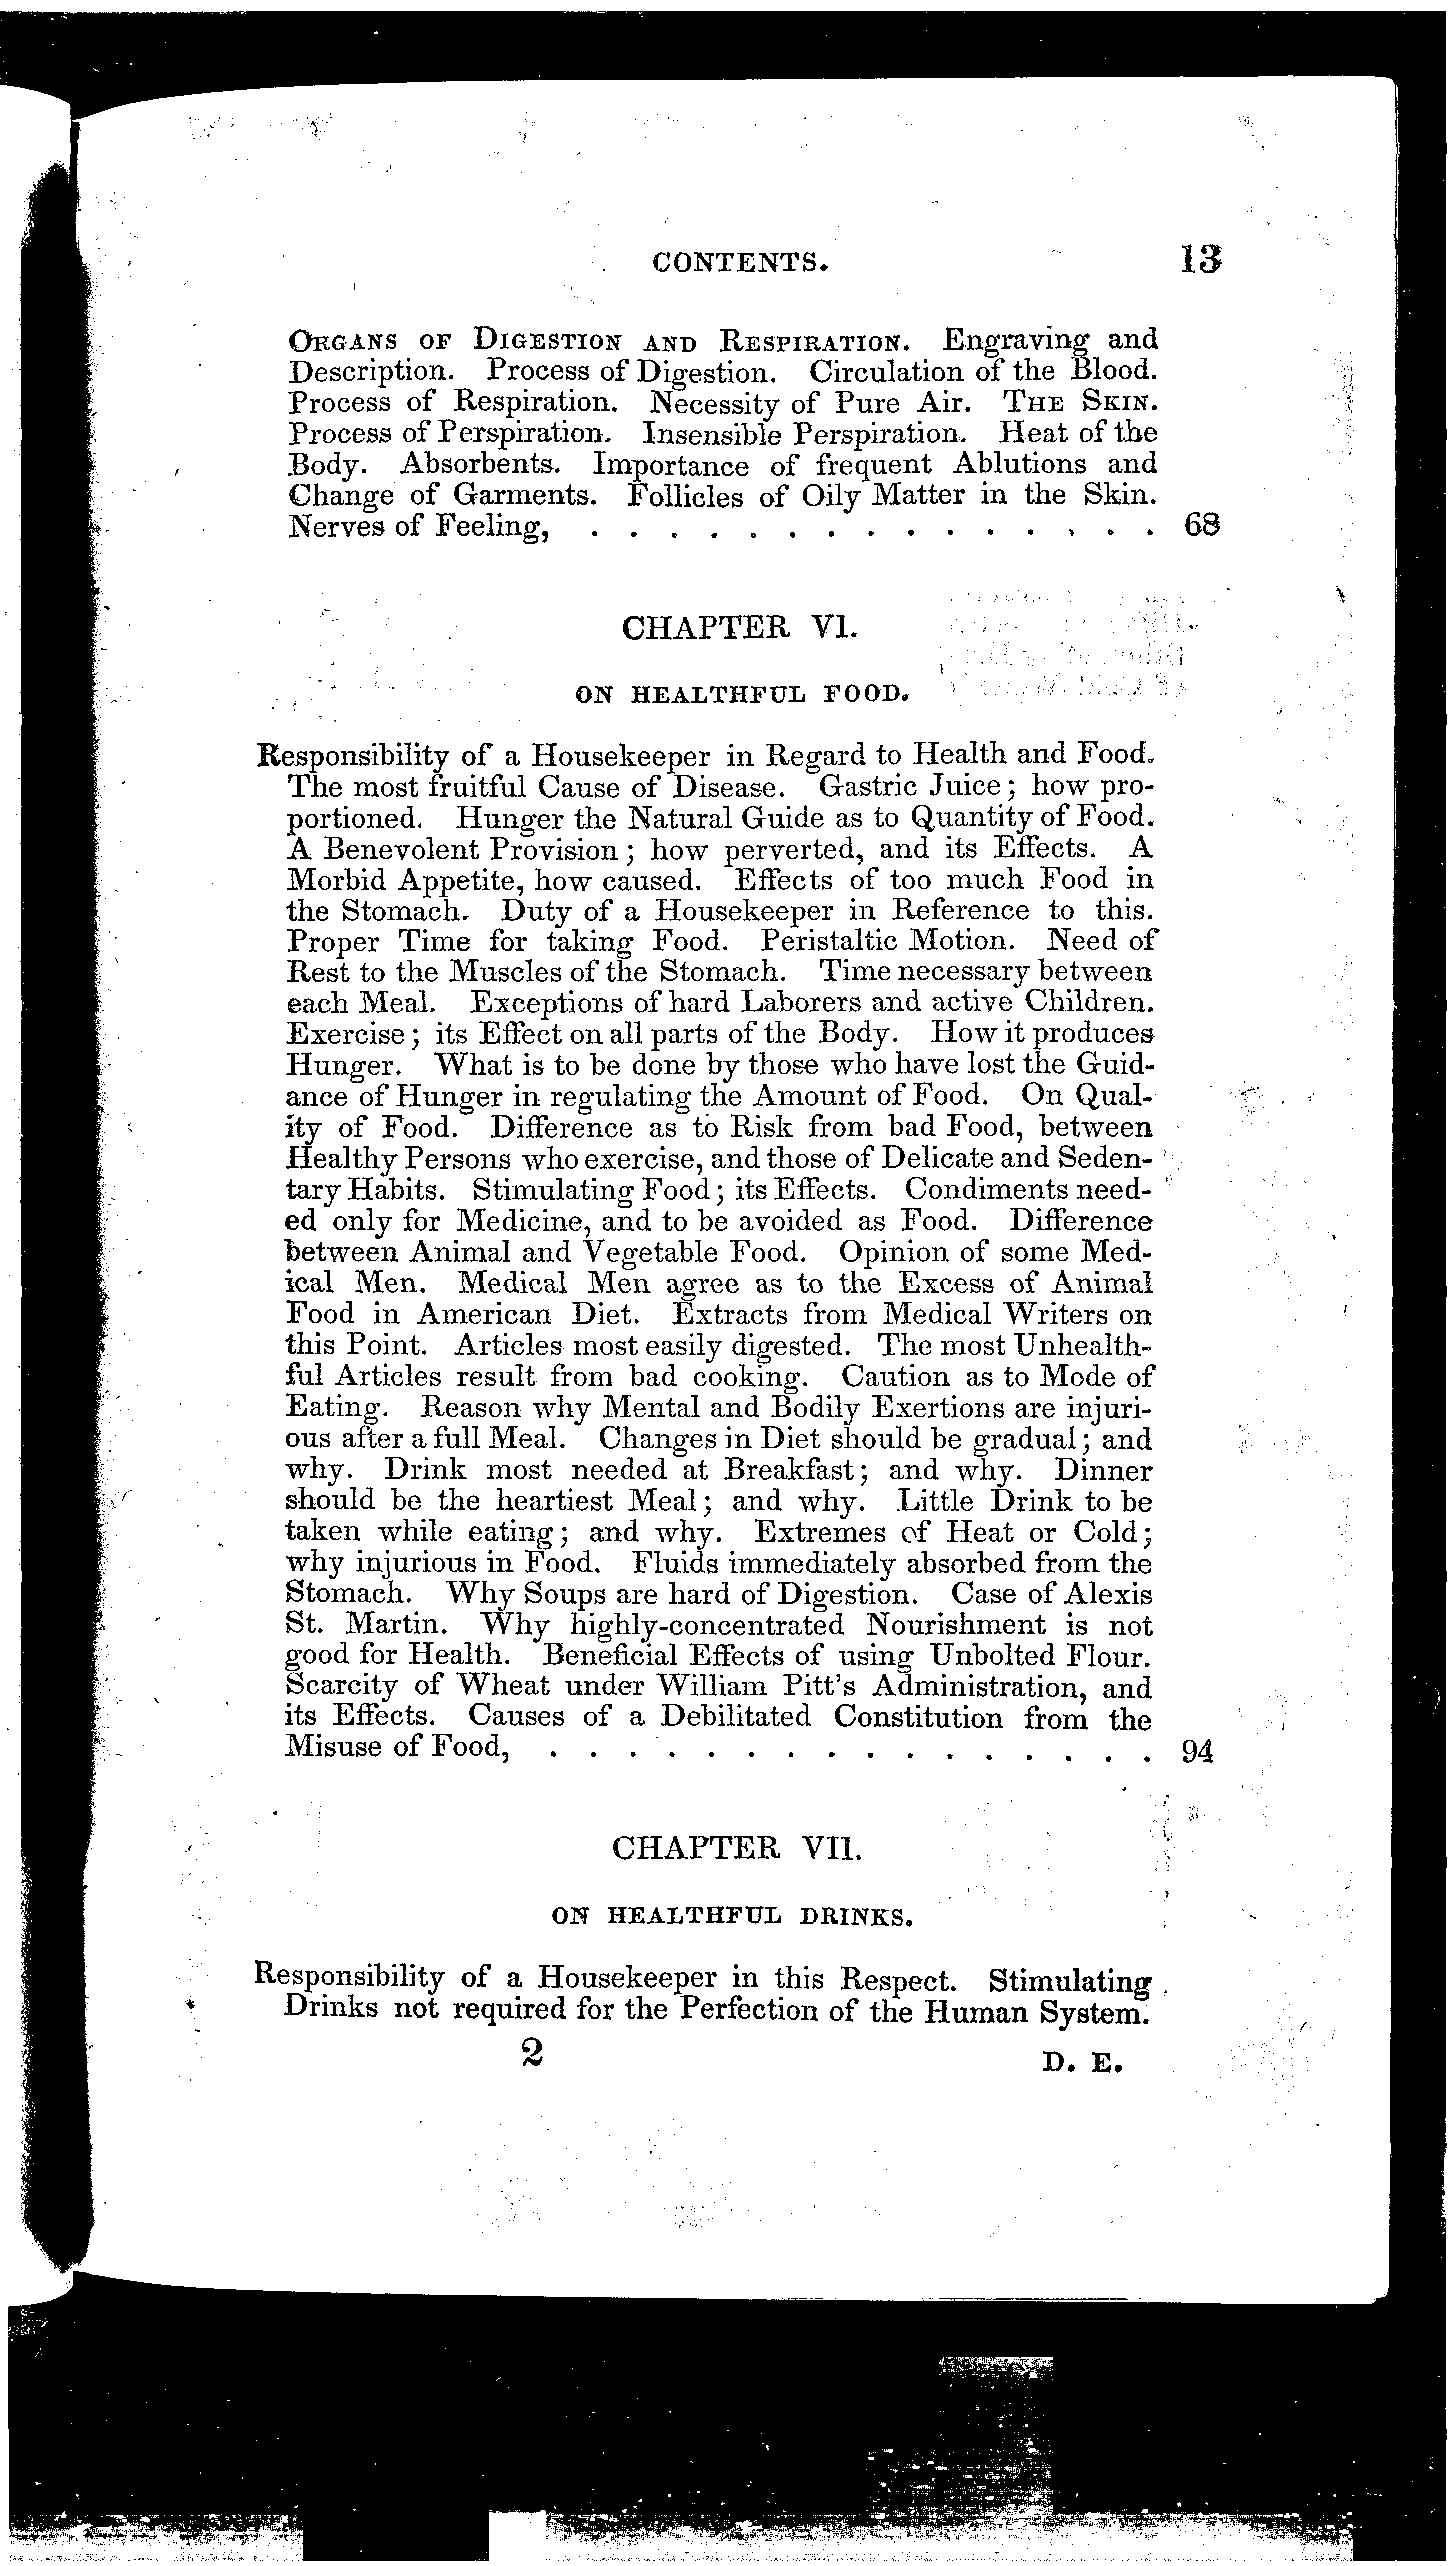 CONTENTS. 13
ORGANS OF DIGESTION AND RESPIRATION. Engraving and
Description. Process of Digestion. Circulation of the Blood.
Process of Respiration. Necessity of Pure Air. THE SKIN.
Process of Perspiration. Insensible Perspiration. Heat of the
Body. Absorbents. Importance of frequent Ablutions and
Change of Garments. Follicles of Oily Matter in the Skin.
Nerves of Feeling, . . . . . . . . . . . . . . . 68
CHAPTER VI.
ON HEALTHFUL FOOD.
Responsibility of a Housekeeper in Regard to Health and Food.
The most fruitful Cause of Disease. Gastric Juice; how pro-
portioned. Hunger the Natural Guide as to Quantity of Food.
A Benevolent Provision; how perverted, and its Effects. A
Morbid Appetite, how caused. Effects of too much Food in
the Stomach. Duty of a Housekeeper in Reference to this.
Proper Time for taking Food. Peristaltic Motion. Need of
Rest to the Muscles of the Stomach. Time necessary between
each Meal. Exceptions of hard Laborers and active Children.
Exercise; its Effect on all parts of the Body. How it produces
Hunger. What is to be done by those who have lost the Guid-
ance of Hunger in regulating the Amount of Food. On Qual-
ity of Food. Difference as to Risk from bad Food, between
Healthy Persons who exercise, and those of Delicate and Seden-
tary Habits. Stimulating Food; its Effects. Condiments need-
ed only for Medicine, and to be avoided as Food. Difference
between Animal and Vegetable Food. Opinion of some Med-
ical Men. Medical Men agree as to the Excess of Animal
Food in American Diet. Extracts from Medical Writers on
this Point. Articles most easily digested. The most Unhealth-
ful Articles result from bad cooking. Caution as to Mode of
Eating. Reason why Mental and Bodily Exertions are injuri-
ous after a full Meal. Changes in Diet should be gradual; and
why. Drink most needed at Breakfast; and why. Dinner
should be the heartiest Meal; and why. Little Drink to be
taken while eating; and why. Extremes of Heat or Cold;
why injurious in Food. Fluids immediately absorbed from the
Stomach. Why Soups are hard of Digestion. Case of Alexis
St. Martin. Why highly-concentrated Nourishment is not
good for Health. Beneficial Effects of using Unbolted Flour.
Scarcity of Wheat under William Pitt's Administration, and
its Effects. Causes of a Debilitated Constitution from the
Misuse of Food, . . . . . . . . . . . . . . . . 94
CHAPTER VII.
ON HEALTHFUL DRINKS.
Responsibility of a Housekeeper in this Respect. Stimulating
Drinks not required for the Perfection of the Human System.
2 D. E.